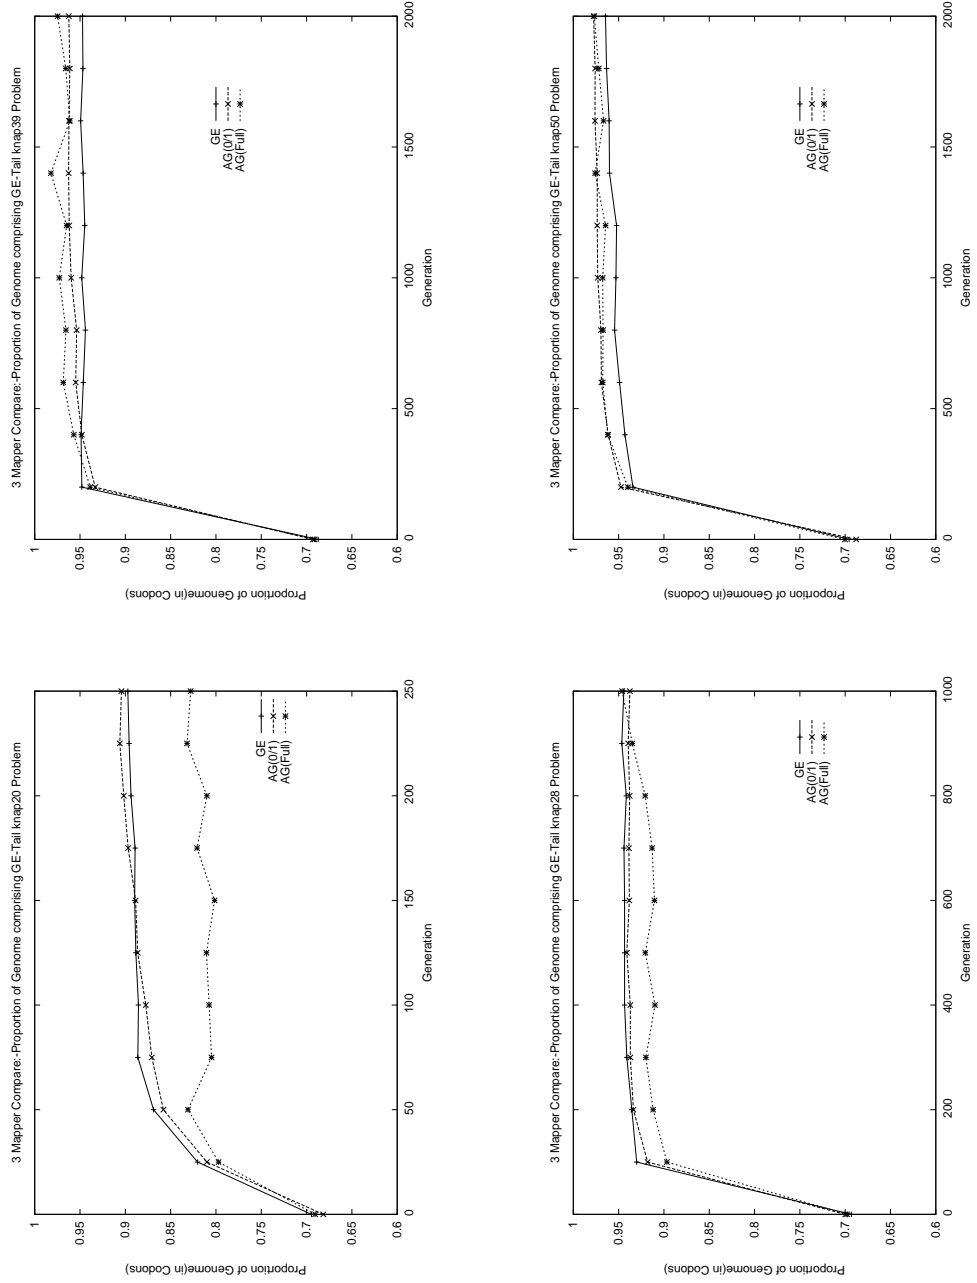 3 Mapper Compare:-Proportion of Genome comprising GE-Tail knap20 Problem
1
0.95
0.9
0.85
0.8
0.75
0.7
0.65
0.6
Proportion of Genome(in Codons)
GE
AG(0/1)
AG(Full)
0
50
100
150
200
250
Generation
3 Mapper Compare:-Proportion of Genome comprising GE-Tail knap39 Problem
1
0.95
0.9
0.85
0.8
0.75
0.7
0.65
0.6
Proportion of Genome(in Codons)
GE
AG(0/1)
AG(Full)
0
500
1000
1500
2000
Generation
3 Mapper Compare:-Proportion of Genome comprising GE-Tail knap28 Problem
1
0.95
0.9
0.85
0.8
0.75
0.7
0.65
0.6
Proportion of Genome(in Codons)
GE
AG(0/1)
AG(Full)
0
200
400
600
800
1000
Generation
3 Mapper Compare:-Proportion of Genome comprising GE-Tail knap50 Problem
1
0.95
0.9
0.85
0.8
0.75
0.7
0.65
0.6
Proportion of Genome(in Codons)
GE
AG(0/1)
AG(Full)
0
500
1000
1500
2000
Generation